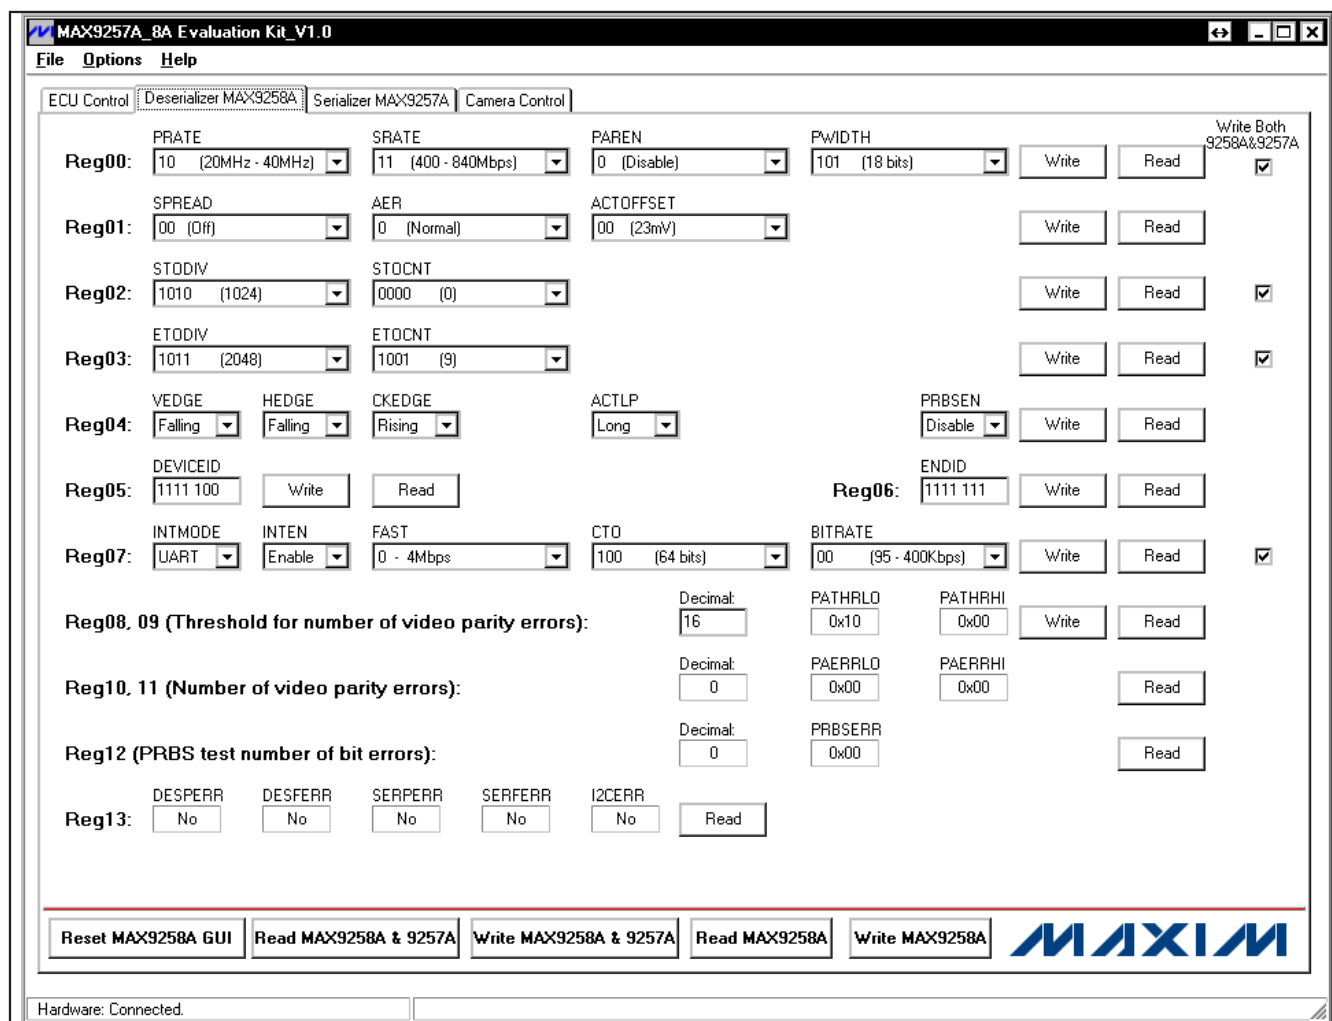 MAX9257A_8A Evaluation Kit_V1.0
File Options Help
ECU Control Deserializer MAX9258A Serializer MAX9257A Camera Control
Write Both
9258A&9257A
PRATE SRATE PAREN PWIDTH
Reg00: 10 (20MHz - 40MHz) 11 (400 - 840Mbps) 0 (Disable) 101 (18 bits) Write Read
SPREAD AER ACTOFFSET
Reg01: 00 (Off) 0 (Normal) 00 (23mV) Write Read
STODIV STOCNT
Reg02: 1010 (1024) 0000 (0) Write Read
ETODIV ETOCNT
Reg03: 1011 (2048) 1001 (9) Write Read
VEDGE HEDGE CKEDGE ACTLP PRBSEN
Reg04: Falling Falling Rising Long Disable Write Read
DEVICEID ENDID
Reg05: 1111 100 Write Read Reg06: 1111 111 Write Read
INTMODE INTEN FAST CTO BITRATE
Reg07: UART Enable 0 - 4Mbps 100 (64 bits) 00 (95 - 400Kbps) Write Read
Decimal: PATHRLO PATHRHI
Reg08, 09 (Threshold for number of video parity errors): 16 0x10 0x00 Write Read
Decimal: PAERRLO PAERRHI
Reg10, 11 (Number of video parity errors): 0 0x00 0x00 Read
Decimal: PRBSERR
Reg12 (PRBS test number of bit errors): 0 0x00 Read
DESPERR DESFERR SERPERR SERFERR I2CERR
Reg13: No No No No No Read
Reset MAX9258A GUI Read MAX9258A & 9257A Write MAX9258A & 9257A Read MAX9258A Write MAX9258A MAXIM
Hardware: Connected.